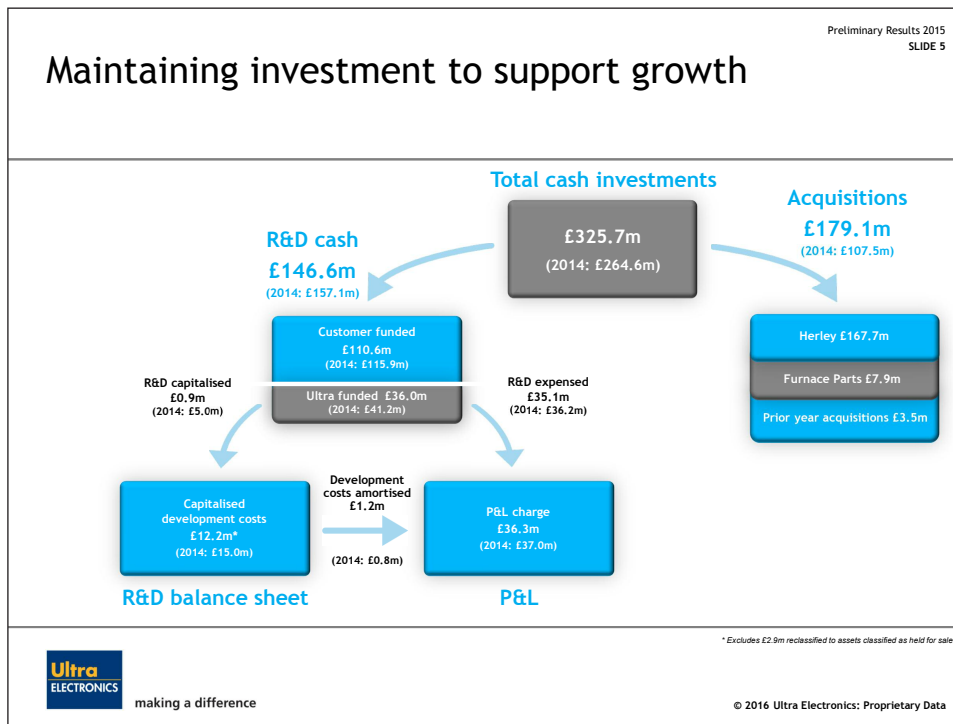 Preliminary Results 2015
SLIDE 5
Maintaining investment to support growth
Total cash investments
£325.7m
(2014: £264.6m)
Acquisitions
£179.1m
(2014: £107.5m)
R&D cash
£146.6m
(2014: £157.1m)
Customer funded
£110.6m
(2014: £115.9m)
Ultra funded £36.0m
(2014: £41.2m)
Herley £167.7m
Furnace Parts £7.9m
Prior year acquisitions £3.5m
R&D capitalised
£0.9m
(2014: £5.0m)
R&D expensed
£35.1m
(2014: £36.2m)
Capitalised
development costs
£12.2m*
(2014: £15.0m)
Development
costs amortised
£1.2m
(2014: £0.8m)
P&L charge
£36.3m
(2014: £37.0m)
R&D balance sheet
P&L
* Excludes £2.9m reclassified to assets classified as held for sale
Ultra
ELECTRONICS
making a difference
© 2016 Ultra Electronics: Proprietary Data